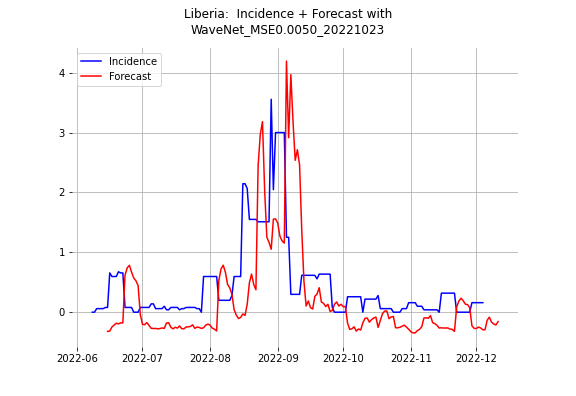 Liberia:  Incidence + Forecast with
WaveNet_MSE0.0050_20221023
Incidence
Forecast
4
3
2
1
0
2022-06 2022-07 2022-08 2022-09 2022-10 2022-11 2022-12